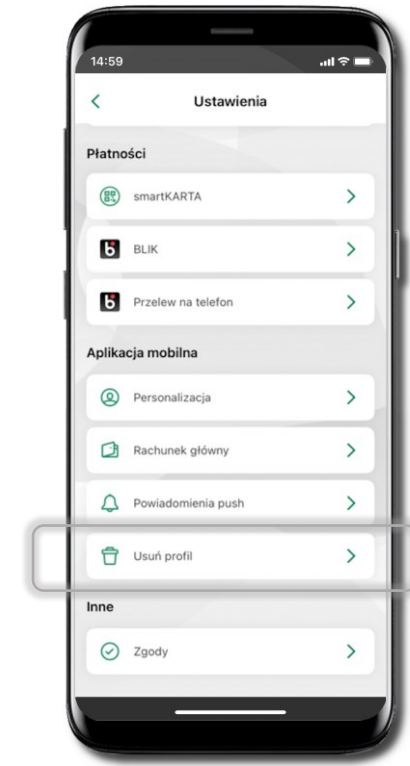 14:59
Ustawienia
Płatności
smartKARTA
BLIK
Przelew na telefon
Aplikacja mobilna
Personalizacja
Rachunek główny
Powiadomienia push
Usuń profil
Inne
Zgody